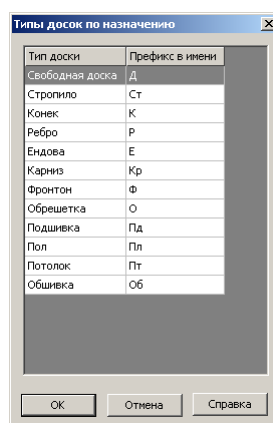 Типы досок по назначению
Тип доски Префикс в имени
Свободная доска Д
Стропило Ст
Конек К
Ребро Р
Ендова Е
Карниз Кр
Фронтон Ф
Обрешетка О
Подшивка Пд
Пол Пл
Потолок Пт
Обшивка Об
ОК Отмена Справка